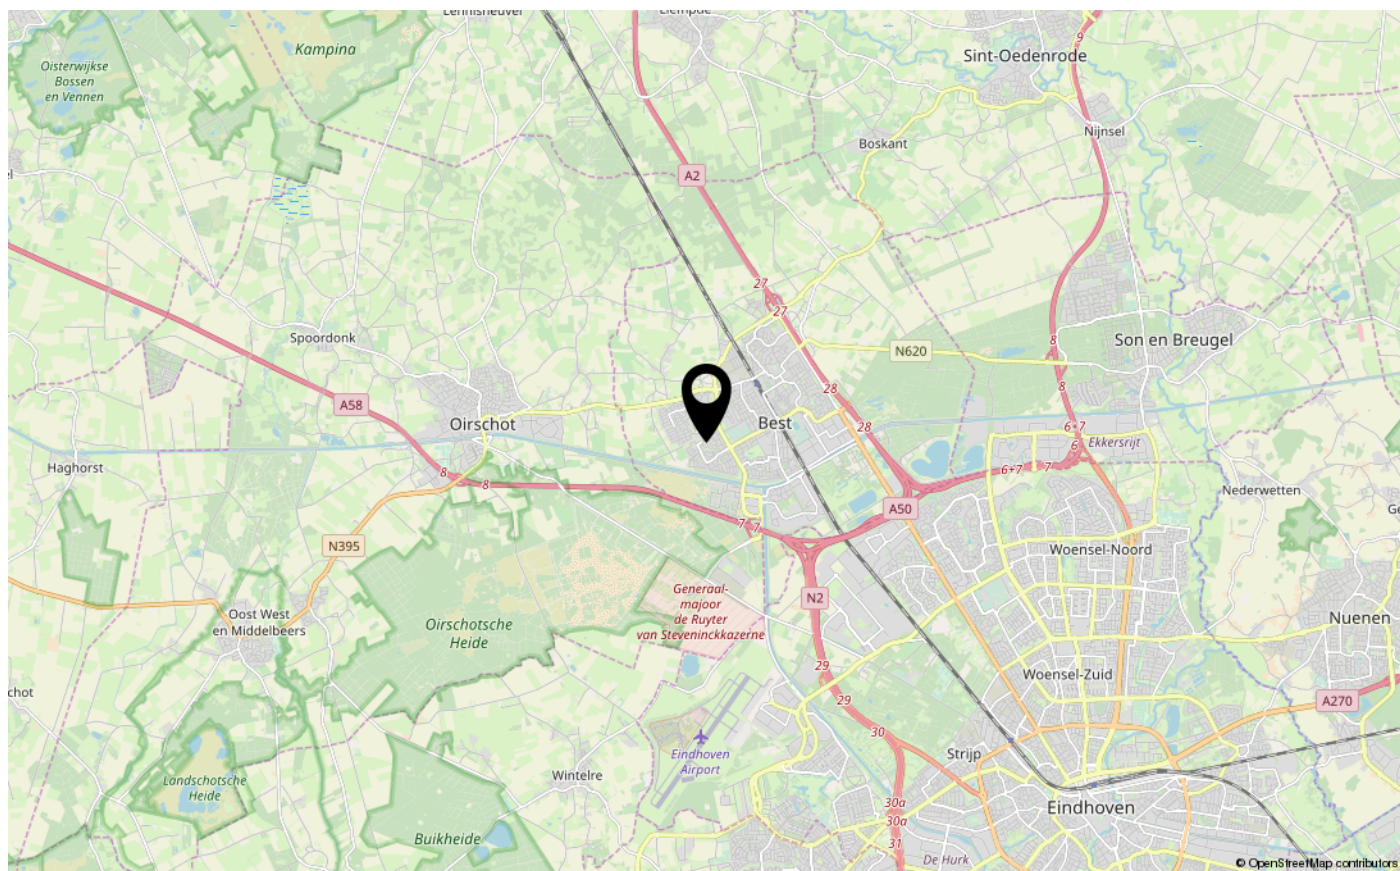 Kampina
Oisterwijkse
Bossen
en Vennen
Sint-Oedenrode
9
Nijnsel
Boskant
A2
27
27
Spoordonk
8
Son en Breugel
N620
8
28
A58
Oirschot
Best
28
6+7
6
Ekkersrijt
Haghorst
8
8
6+7
7
Nederwetten
A50
7
7
N395
Woensel-Noord
Generaal-
majoor
de Ruyter
van Steveninckkazerne
N2
Oost West
en Middelbeers
Oirschotsche
Heide
Nuenen
29
Woensel-Zuid
29
A270
30
Eindhoven
Airport
Strijp
Wintelre
Landschotsche
Heide
30a
30a
Eindhoven
Buikheide
31
De Hurk
© OpenStreetMap contributors